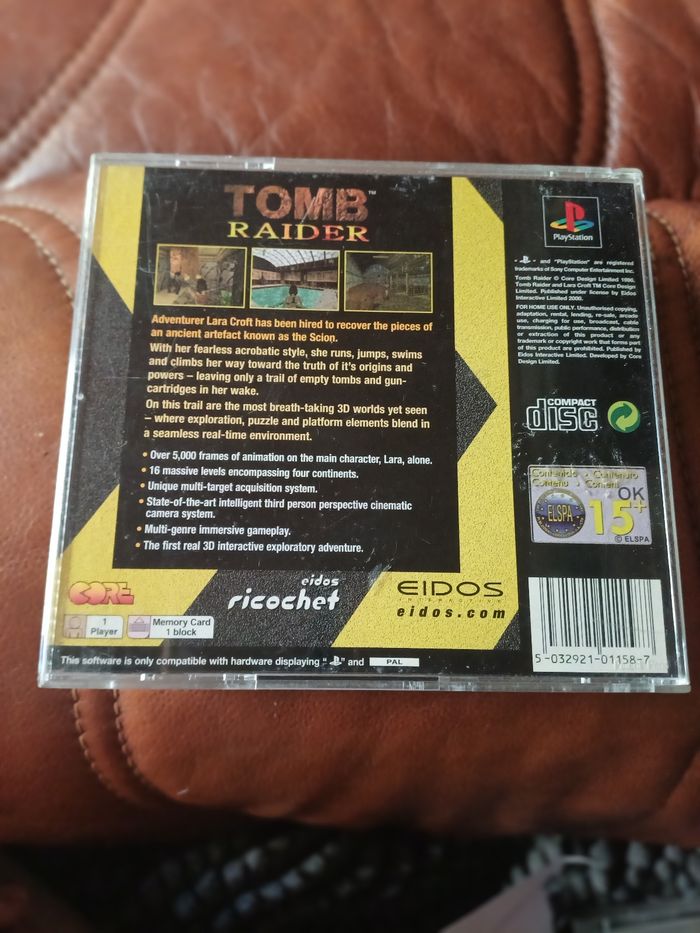 TOMB™
RAIDER
Adventurer Lara Croft has been hired to recover the pieces of
an ancient artefact known as the Scion.
With her fearless acrobatic style, she runs, jumps, swims
and climbs her way toward the truth of it's origins and
powers – leaving only a trail of empty tombs and gun-
cartridges in her wake.
On this trail are the most breath-taking 3D worlds yet seen
– where exploration, puzzle and platform elements blend in
a seamless real-time environment.
• Over 5,000 frames of animation on the main character, Lara, alone.
• 16 massive levels encompassing four continents.
• Unique multi-target acquisition system.
• State-of-the-art intelligent third person perspective cinematic
camera system.
• Multi-genre immersive gameplay.
• The first real 3D interactive exploratory adventure.
CORE
eidos
ricochet
EIDOS
INTERACTIVE
eidos.com
1
Player
Memory Card
1 block
This software is only compatible with hardware displaying " " and PAL
PlayStation
" " and "PlayStation" are registered
trademarks of Sony Computer Entertainment Inc.
Tomb Raider © Core Design Limited 1996.
Tomb Raider and Lara Croft TM Core Design
Limited. Published under license by Eidos
Interactive Limited 2000.
FOR HOME USE ONLY. Unauthorised copying,
adaptation, rental, lending, re-sale, arcade
use, charging for use, broadcast, cable
transmission, public performance, distribution
or extraction of this product or any
trademark or copyright work that forms part
of this product are prohibited. Published by
Eidos Interactive Limited. Developed by Core
Design Limited.
COMPACT
disc
Contenido - Contenuto
Contenu - Content
ELSPA
OK
15+
© ELSPA
5-032921-01158-7